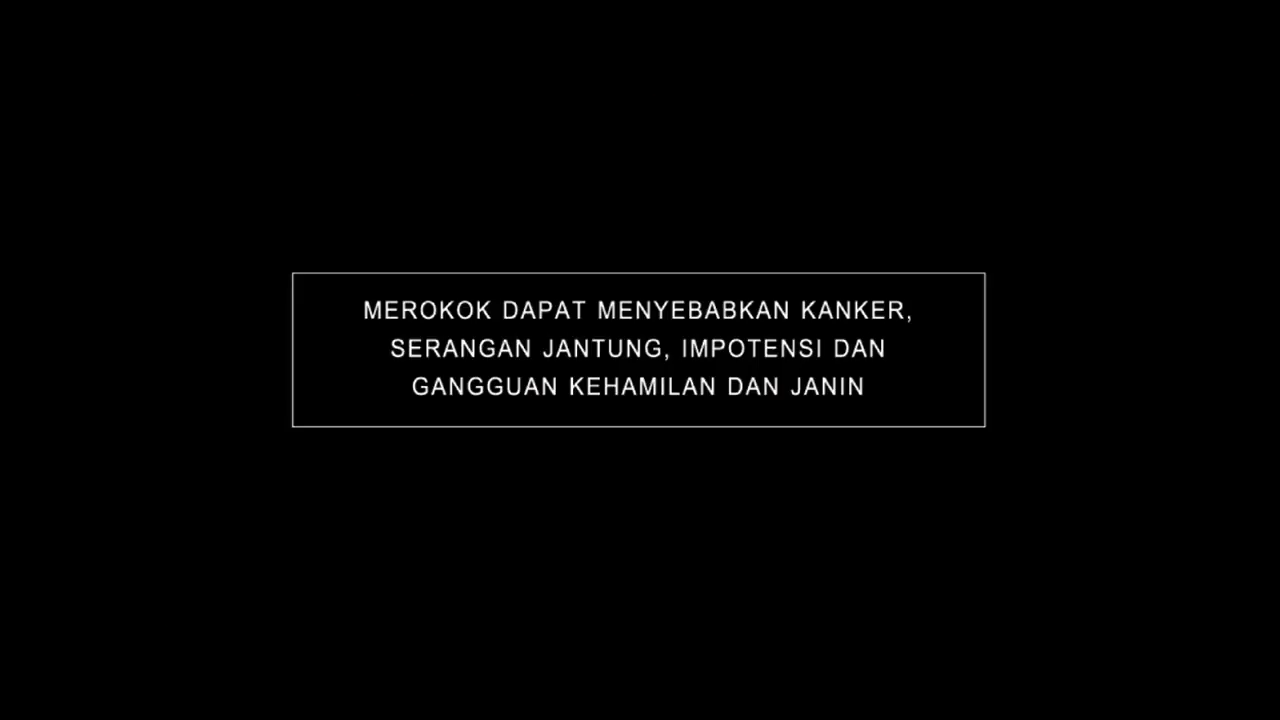 MEROKOK DAPAT MENYEBABKAN KANKER,
SERANGAN JANTUNG, IMPOTENSI DAN
GANGGUAN KEHAMILAN DAN JANIN